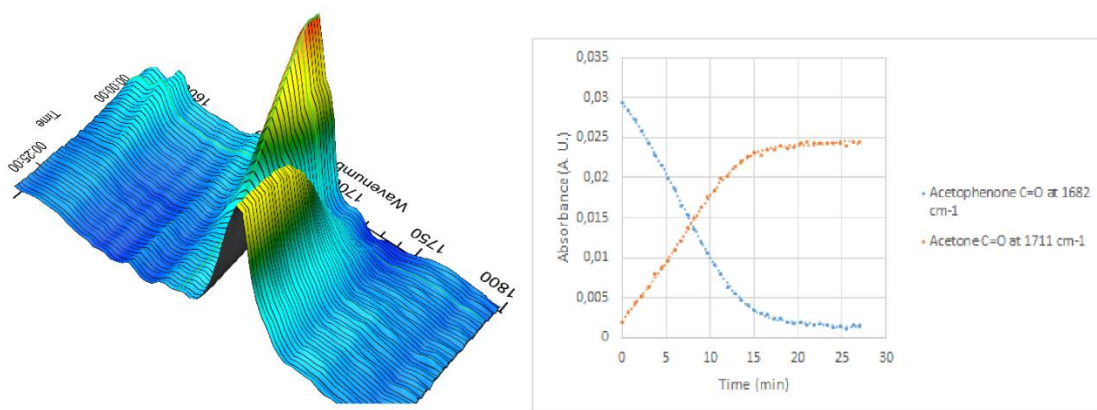 00:00:00
Time
00:25:00
1600
1700
Wavenumb
1750
1800
0,035
0,03
0,025
0,02
0,015
0,01
0,005
0
Absorbance (A. U.)
0 5 10 15 20 25 30
Time (min)
Acetophenone C=O at 1682
cm-1
Acetone C=O at 1711 cm-1